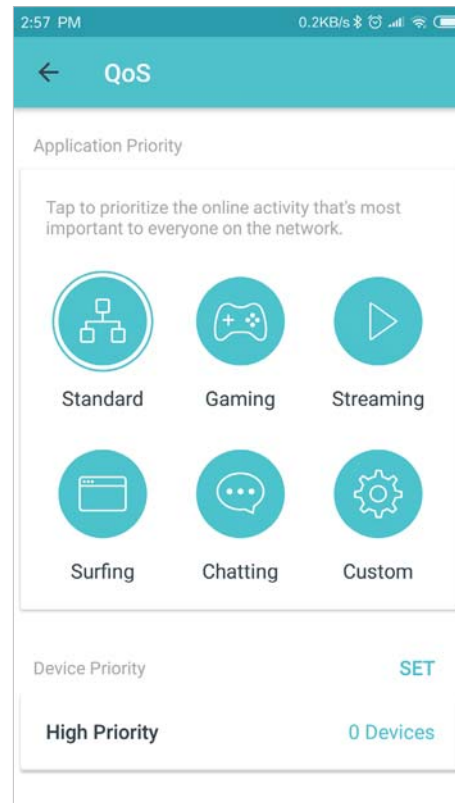 2:57 PM 0.2KB/s
QoS
Application Priority
Tap to prioritize the online activity that's most
important to everyone on the network.
Standard Gaming Streaming
Surfing Chatting Custom
Device Priority SET
High Priority 0 Devices